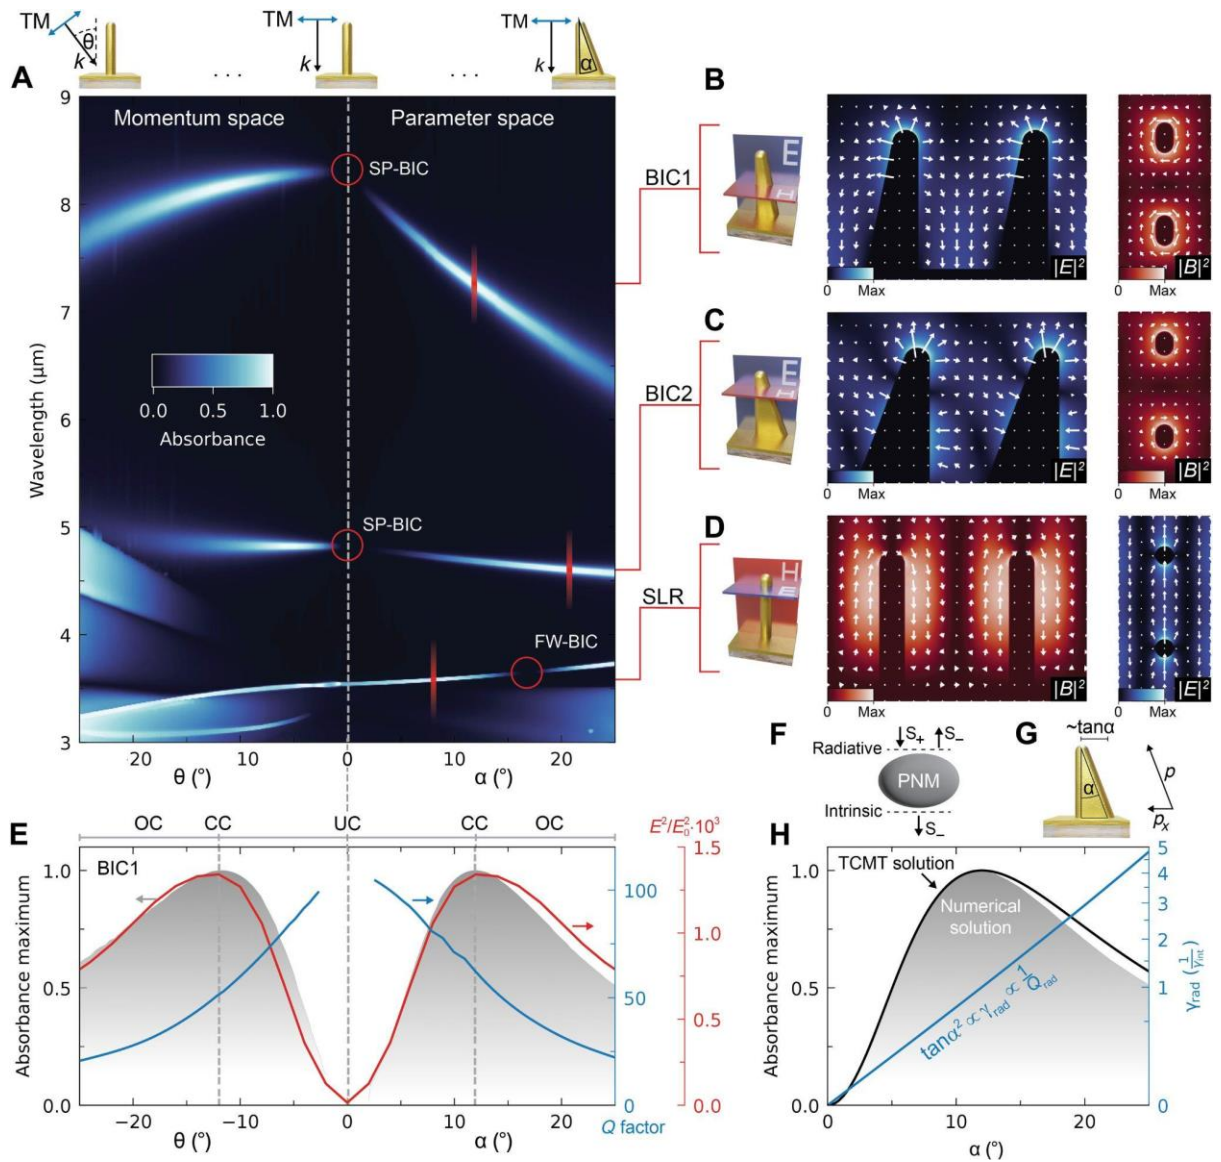 TM
θ
k
TM
k
TM
k
α
. . .
. . .
A
Momentum space
Parameter space
SP-BIC
SP-BIC
FW-BIC
0.0
0.5
1.0
Absorbance
Wavelength (μm)
9
8
7
6
5
4
3
-20
-10
0
10
20
θ (°)
α (°)
BIC1
BIC2
SLR
B
E
H
|E|²
0
Max
|B|²
0
Max
C
E
H
|E|²
0
Max
|B|²
0
Max
D
H
E
|B|²
0
Max
|E|²
0
Max
E
OC
CC
UC
CC
OC
BIC1
Absorbance maximum
1.0
0.5
0.0
−20
−10
0
10
20
θ (°)
α (°)
100
50
0
Q factor
E²/E₀²·10³
1.5
1.0
0.5
0.0
F
S₊
S₋
Radiative
PNM
Intrinsic
S₋
G
~tanα
α
p
pₓ
H
TCMT solution
Numerical
solution
tanα² ∝ γrad ∝ 1/Qrad
Absorbance maximum
1.0
0.5
0.0
0
10
20
α (°)
5
4
3
2
1
0
γrad (1/γint)